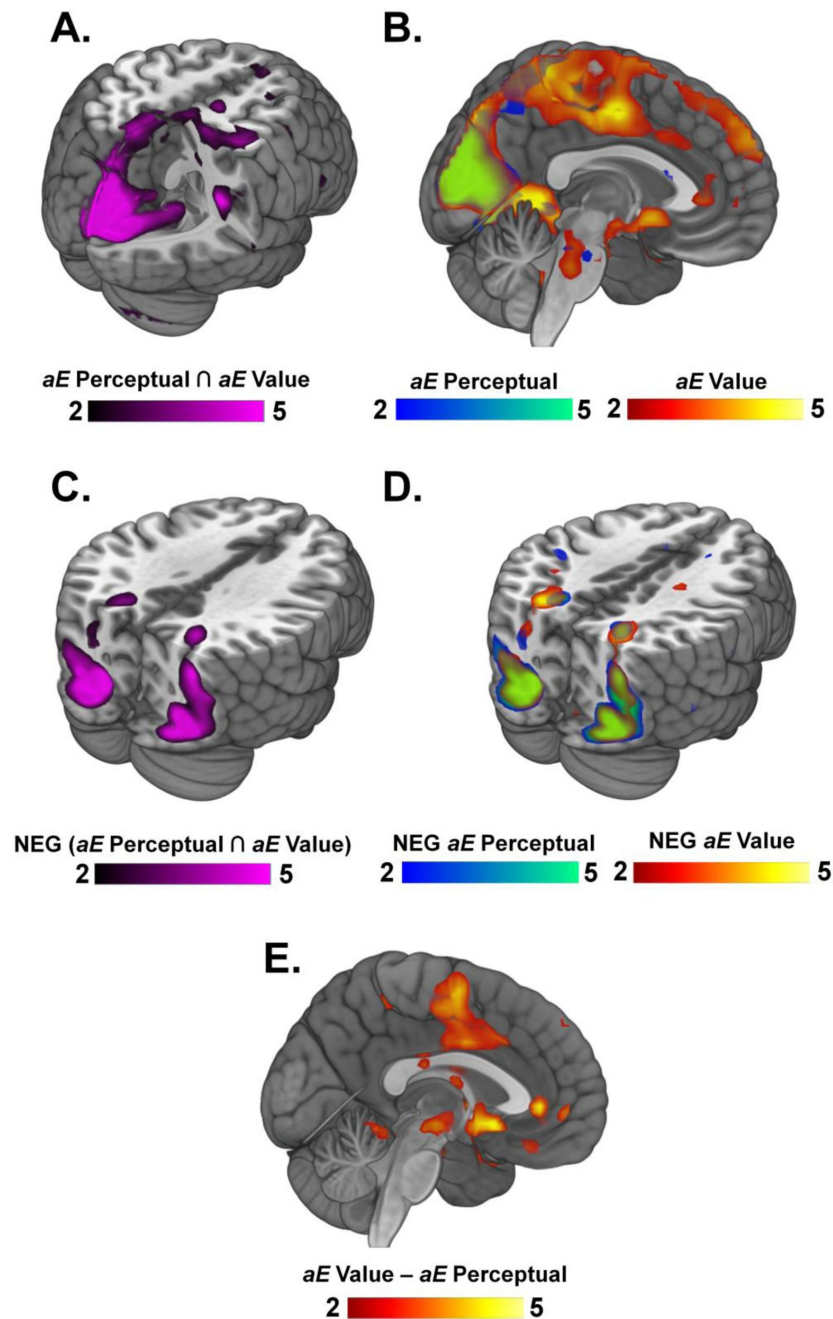 A.
B.
aE Perceptual ∩ aE Value
2 5
aE Perceptual
2 5
aE Value
2 5
C.
D.
NEG (aE Perceptual ∩ aE Value)
2 5
NEG aE Perceptual
2 5
NEG aE Value
2 5
E.
aE Value – aE Perceptual
2 5